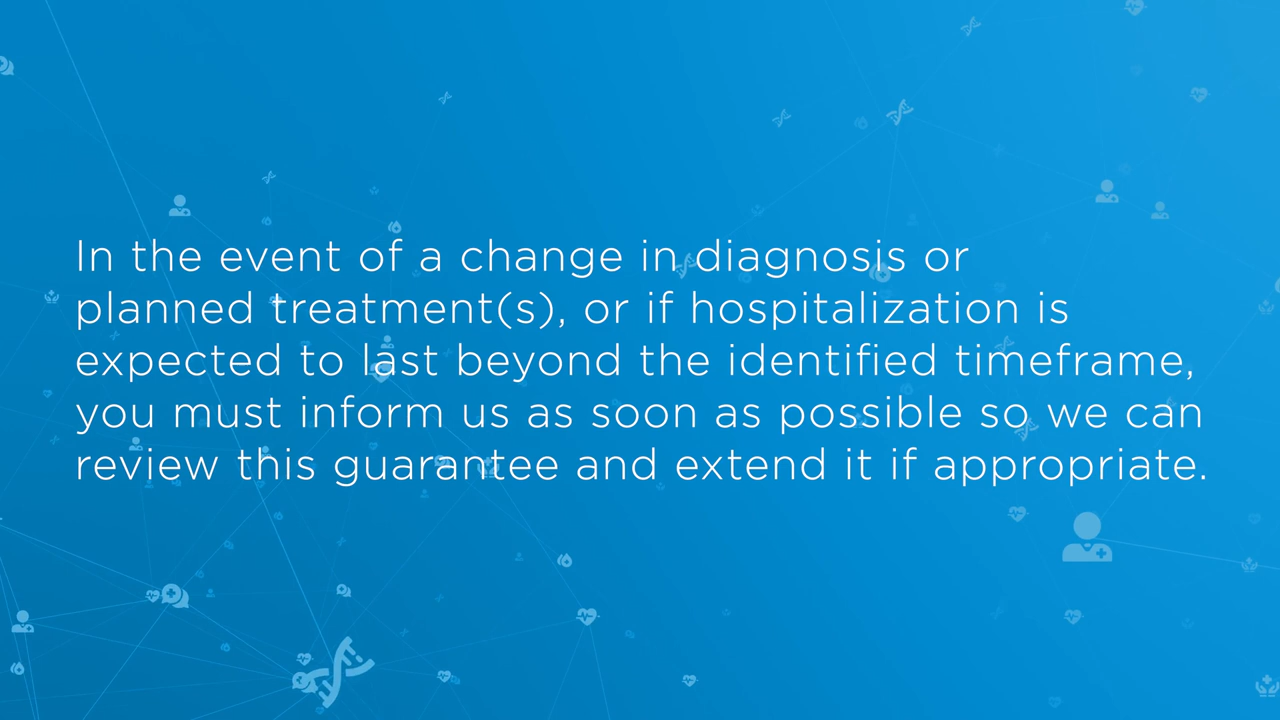 In the event of a change in diagnosis or
planned treatment(s), or if hospitalization is
expected to last beyond the identified timeframe,
you must inform us as soon as possible so we can
review this guarantee and extend it if appropriate.